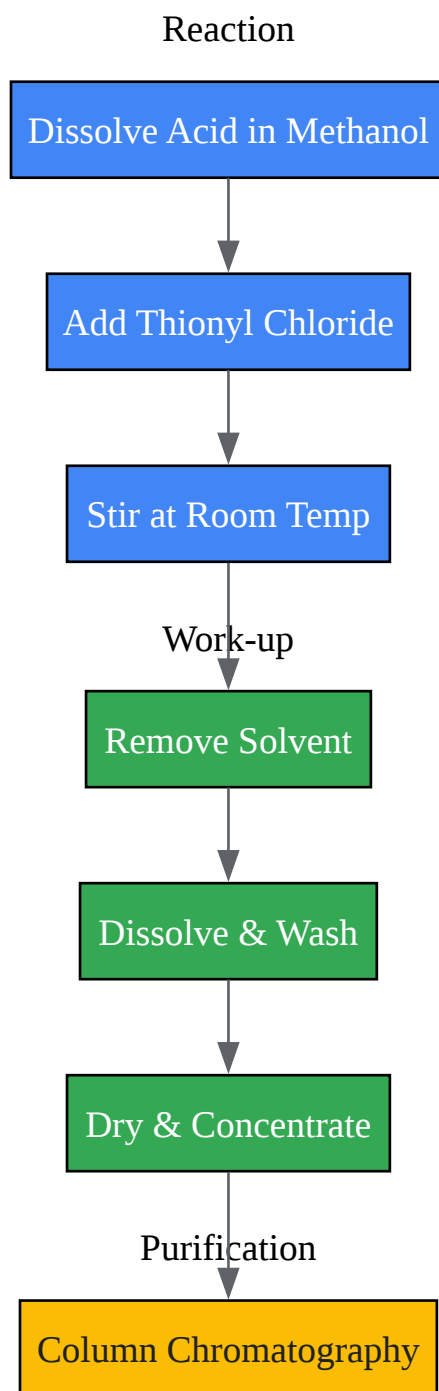 Reaction
Dissolve Acid in Methanol
Add Thionyl Chloride
Stir at Room Temp
Work-up
Remove Solvent
Dissolve & Wash
Dry & Concentrate
Purification
Column Chromatography